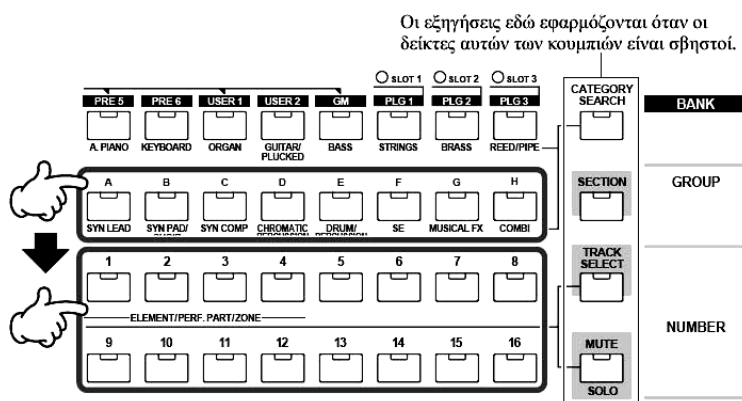 Οι εξηγήσεις εδώ εφαρμόζονται όταν οι
δείκτες αυτών των κουμπιών είναι σβηστοί.
SLOT 1 SLOT 2 SLOT 3
PRE 5 PRE 6 USER 1 USER 2 GM PLG 1 PLG 2 PLG 3 CATEGORY SEARCH BANK
A. PIANO KEYBOARD ORGAN GUITAR/ PLUCKED BASS STRINGS BRASS REED/PIPE
A B C D E F G H SECTION GROUP
SYN LEAD SYN PAD/ SYN COMP CHROMATIC PERCUSSION DRUM/ PERCUSSION SE MUSICAL FX COMBI
1 2 3 4 5 6 7 8 TRACK SELECT
ELEMENT/PERF. PART/ZONE
NUMBER
9 10 11 12 13 14 15 16 MUTE
SOLO